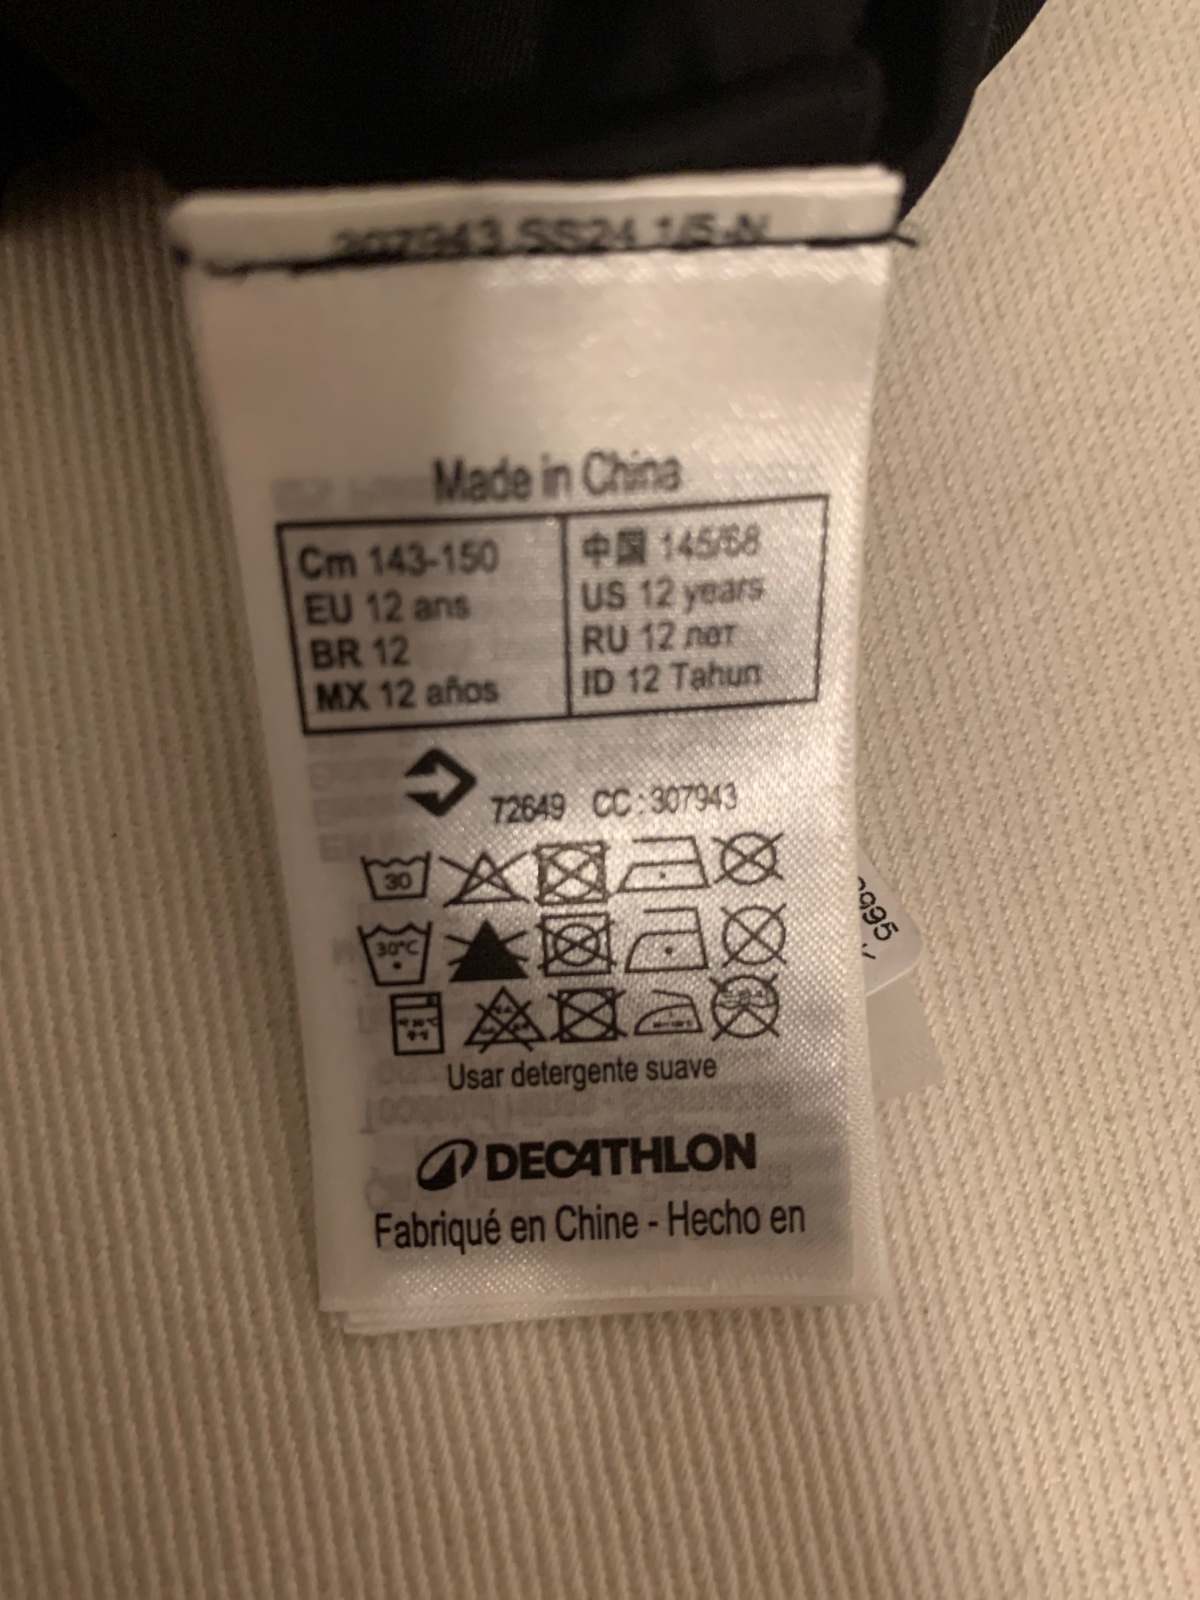 307943 SS24 1/5-N
Made in China
Cm 143-150
EU 12 ans
BR 12
MX 12 años
中国 145/68
US 12 years
RU 12 лет
ID 12 Tahun
72649 CC : 307943
30
30°C
Usar detergente suave
DECATHLON
Fabriqué en Chine - Hecho en
9995